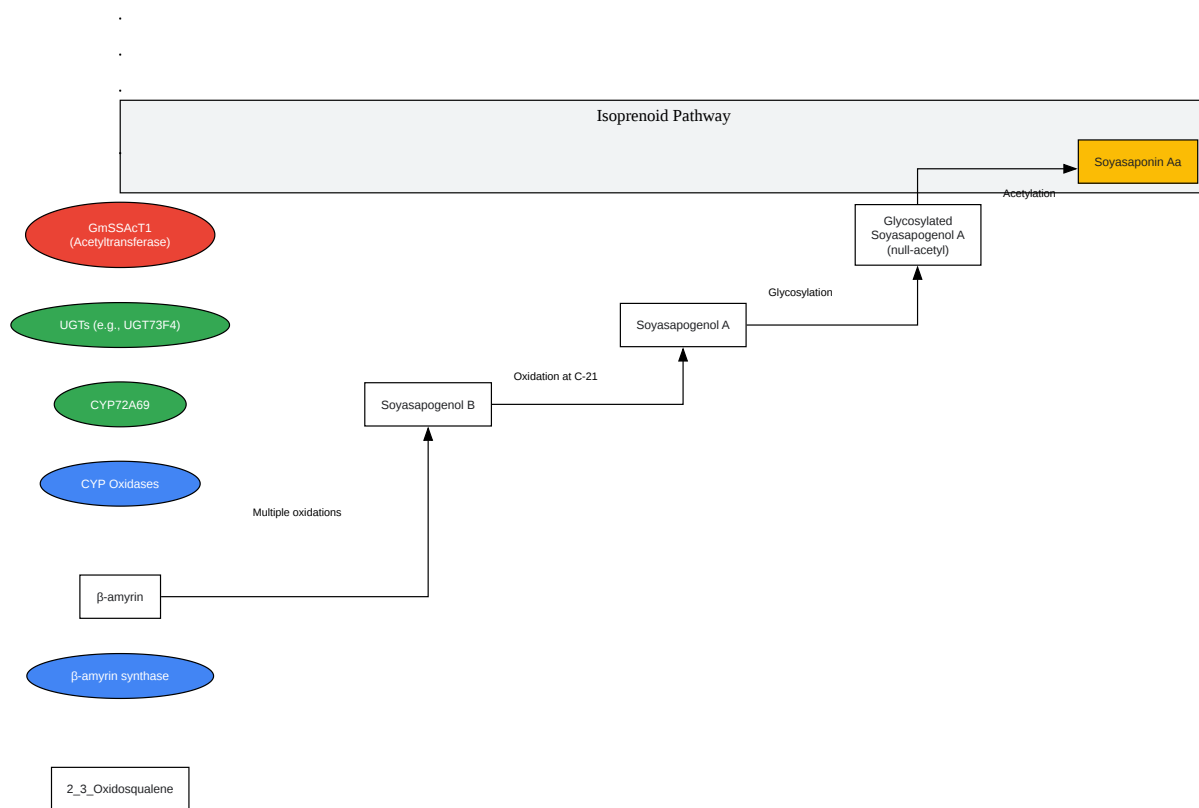 Isoprenoid Pathway
Soyasaponin Aa
Acetylation
GmSSAcT1
(Acetyltransferase)
Glycosylated
Soyasapogenol A
(null-acetyl)
Glycosylation
UGTs (e.g., UGT73F4)
Soyasapogenol A
Oxidation at C-21
CYP72A69
Soyasapogenol B
CYP Oxidases
Multiple oxidations
β-amyrin
β-amyrin synthase
2_3_Oxidosqualene